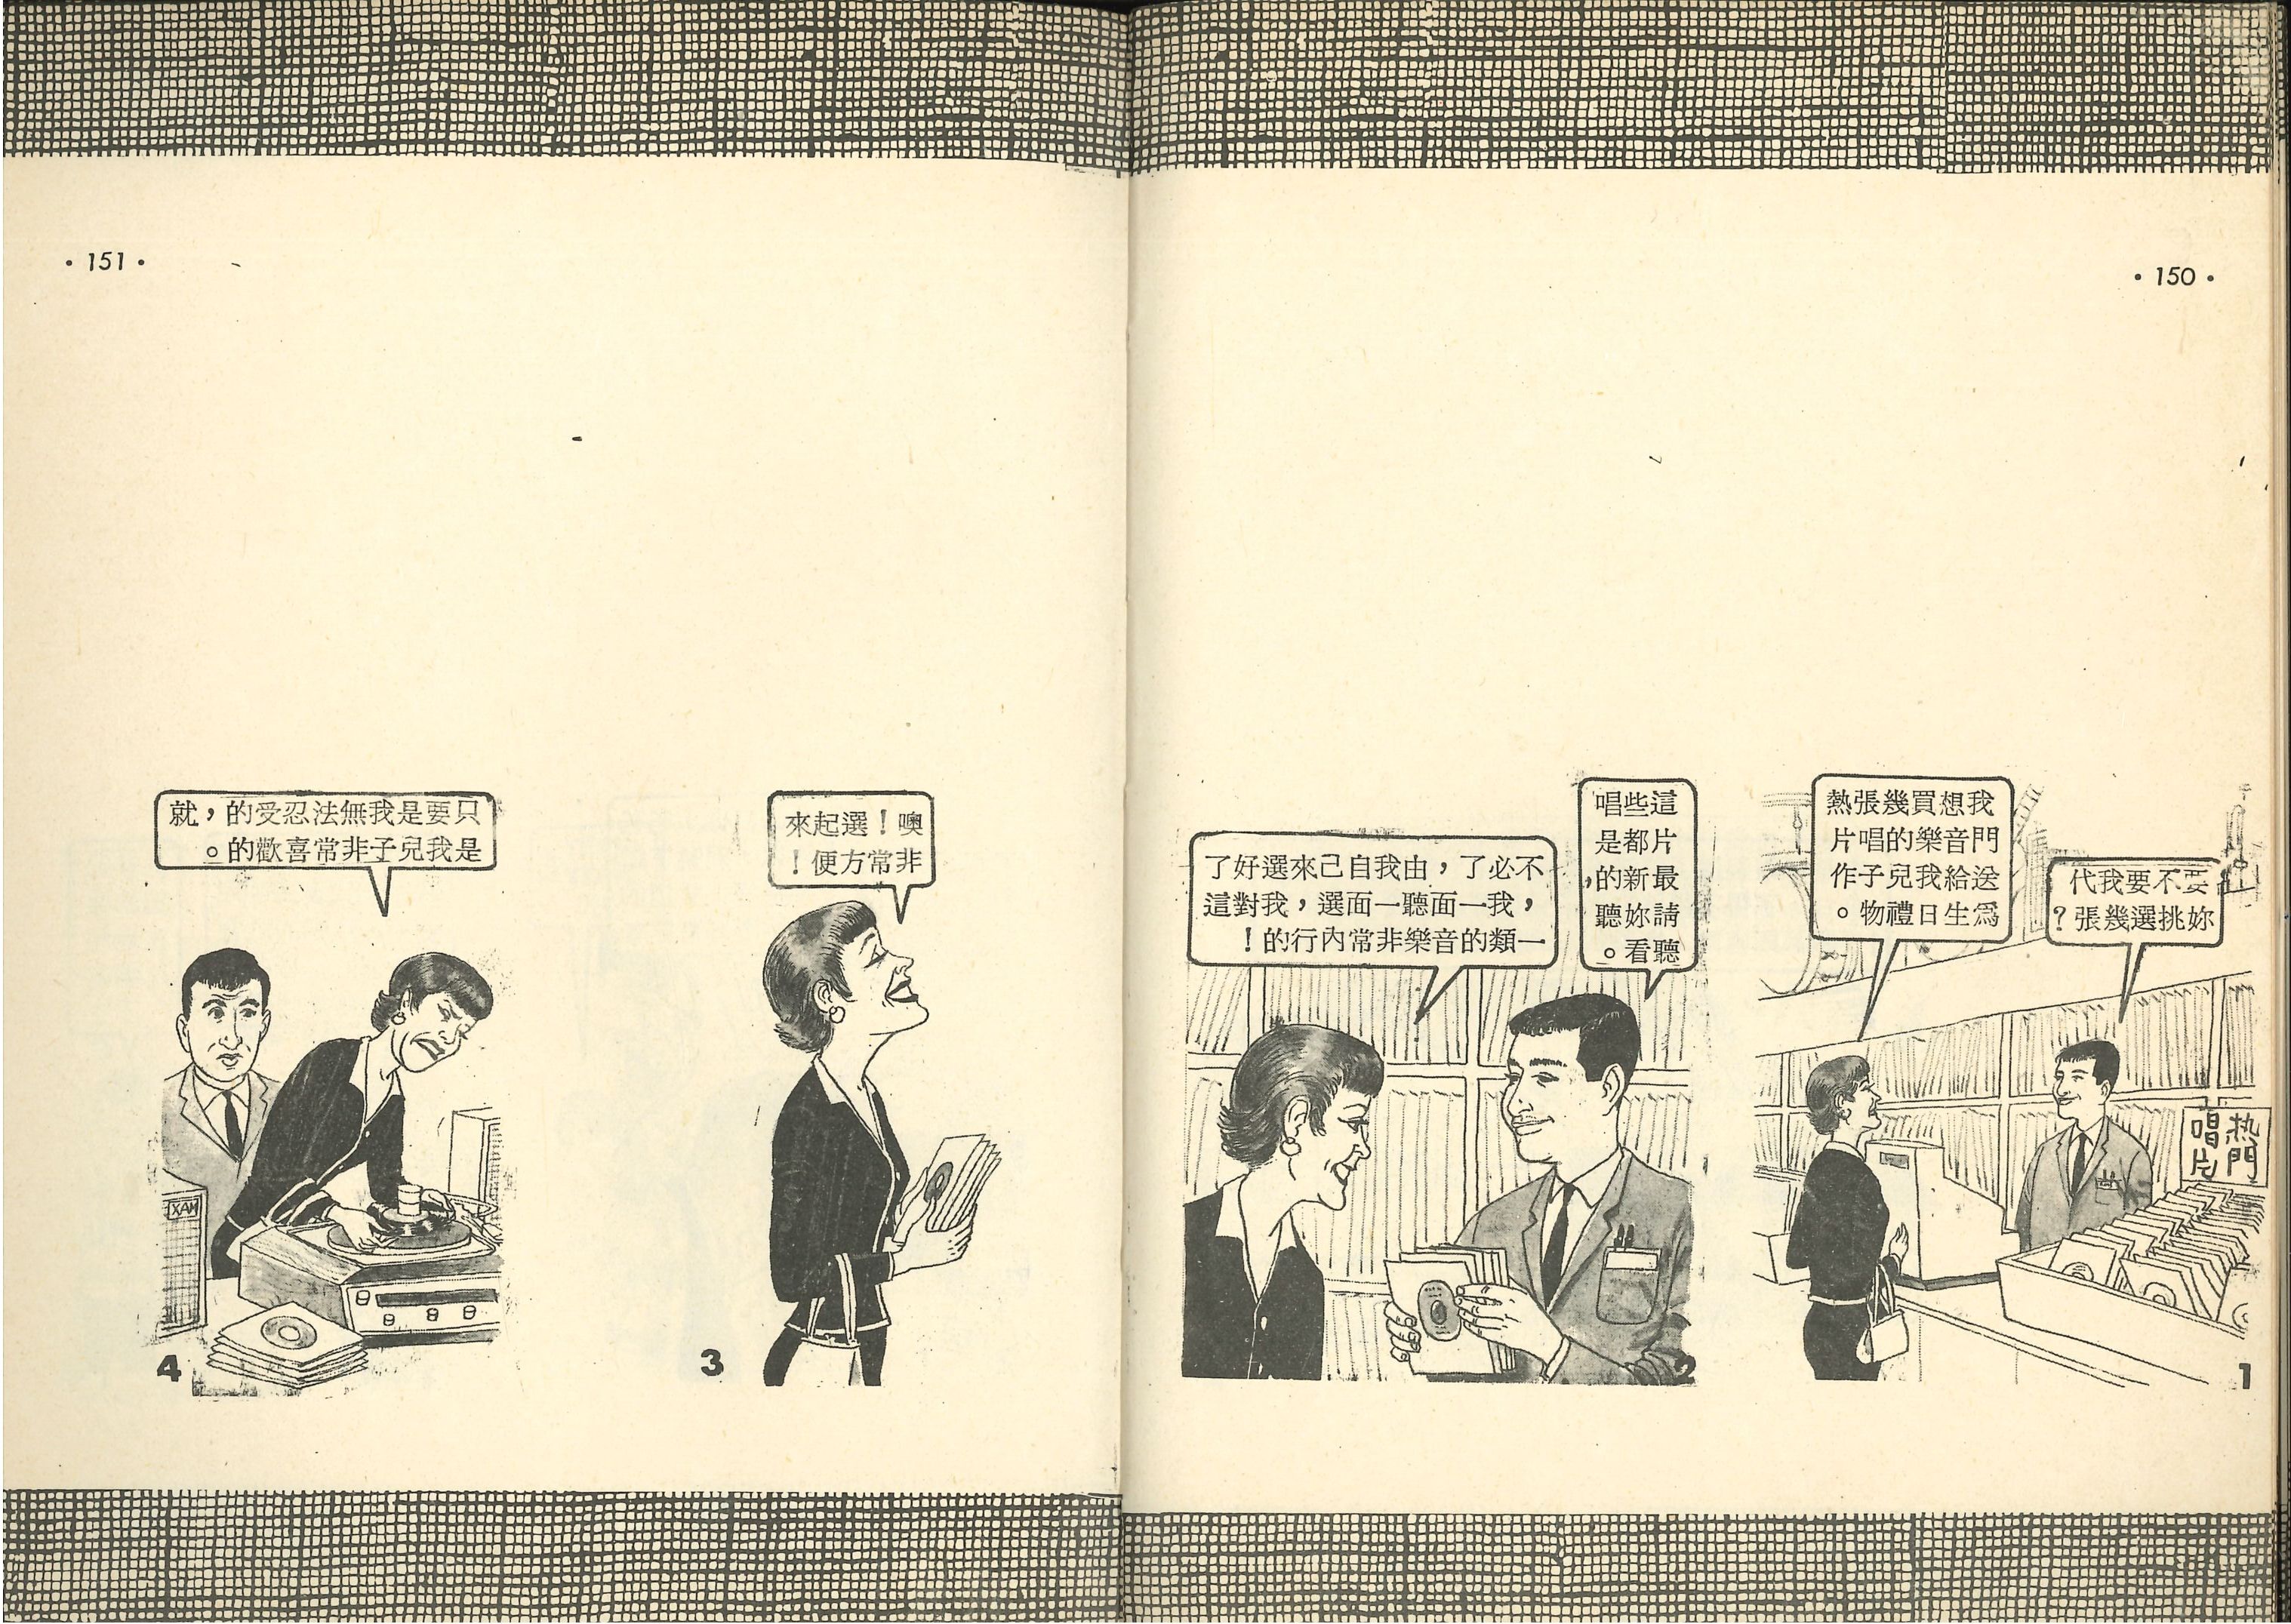 • 150 •
我想買幾張熱
門音樂的唱片
送給我兒子作
爲生日禮物。
要不要我代
妳挑選幾張?
热門
唱片
1
這些唱
片都是
最新的,
請妳聽
聽看。
不必了,由我自己來選好了
,我一面聽一面選,我對這
一類的音樂非常內行的!
2
• 151 •
噢!選起來
非常方便!
3
只要是我無法忍受的,就
是我兒子非常喜歡的。
XAM
4